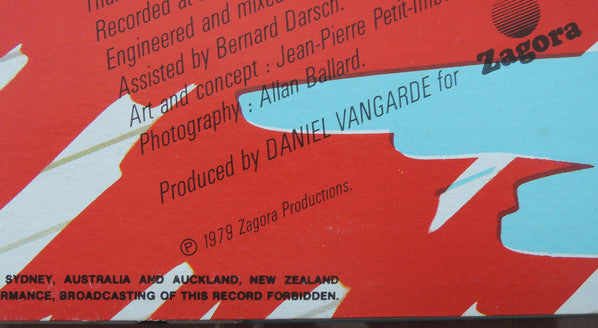 Recorded at
Engineered and mixed
Assisted by Bernard Darsch.
Art and concept : Jean-Pierre Petit-Imbe
Photography : Allan Ballard.
Produced by DANIEL VANGARDE for
Zagora
℗ 1979 Zagora Productions.
SYDNEY, AUSTRALIA AND AUCKLAND, NEW ZEALAND
RMANCE, BROADCASTING OF THIS RECORD FORBIDDEN.